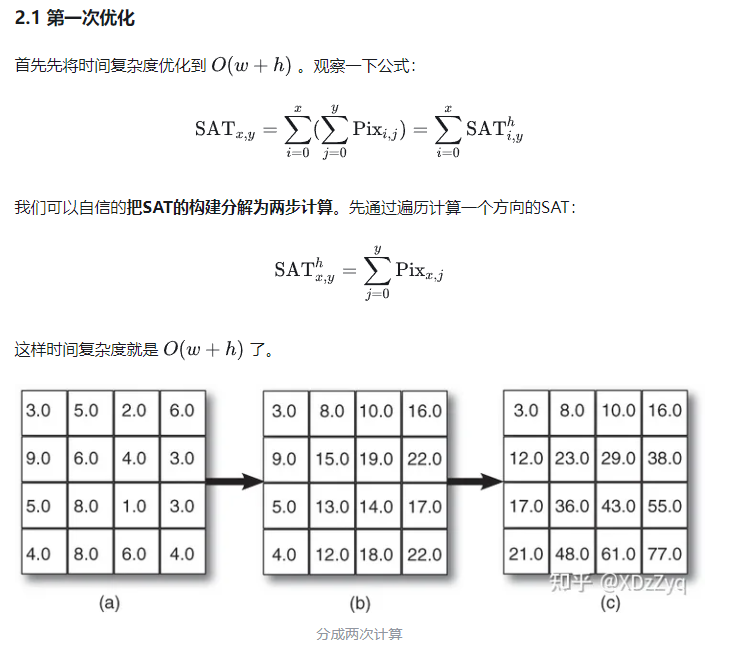 2.1 第一次优化
首先先将时间复杂度优化到 O(w + h) 。观察一下公式：
SAT_{x,y} = \sum_{i=0}^{x} (\sum_{j=0}^{y} Pix_{i,j}) = \sum_{i=0}^{x} SAT^{h}_{i,y}
我们可以自信的把SAT的构建分解为两步计算。先通过遍历计算一个方向的SAT：
SAT^{h}_{x,y} = \sum_{j=0}^{y} Pix_{x,j}
这样时间复杂度就是 O(w + h) 了。
3.0 5.0 2.0 6.0 3.0 8.0 10.0 16.0 3.0 8.0 10.0 16.0
9.0 6.0 4.0 3.0 9.0 15.0 19.0 22.0 12.0 23.0 29.0 38.0
5.0 8.0 1.0 3.0 5.0 13.0 14.0 17.0 17.0 36.0 43.0 55.0
4.0 8.0 6.0 4.0 4.0 12.0 18.0 22.0 21.0 48.0 61.0 77.0
知乎 @XDzZyq
(a) (b) (c)
分成两次计算